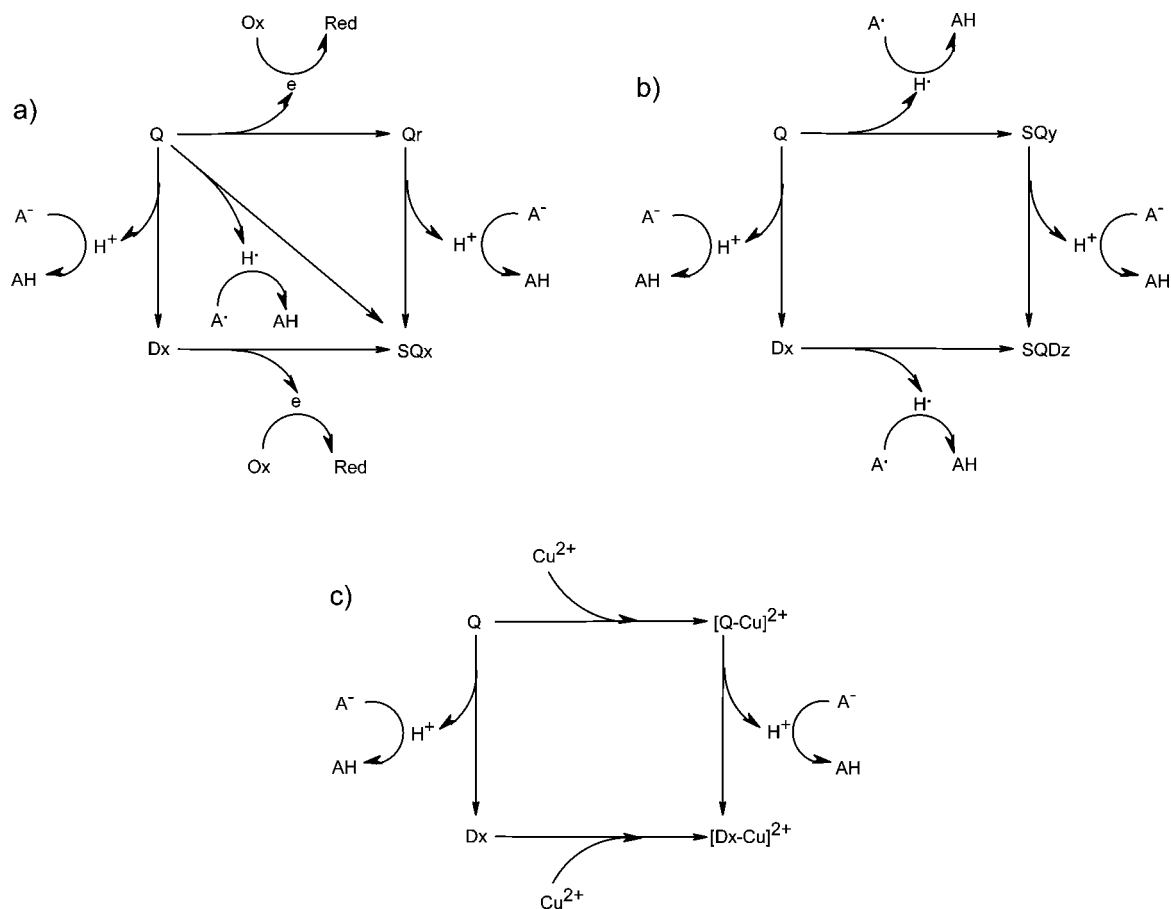 Ox Red
e
a)
Q Qr
A⁻ H⁺ AH
H· A· AH
H⁺ A⁻ AH
Dx SQx
e
Ox Red
b)
A· AH
H·
Q SQy
A⁻ H⁺ AH
H⁺ A⁻ AH
Dx SQDz
H·
A· AH
c)
Cu²⁺
Q [Q-Cu]²⁺
A⁻ H⁺ AH
H⁺ A⁻ AH
Dx [Dx-Cu]²⁺
Cu²⁺